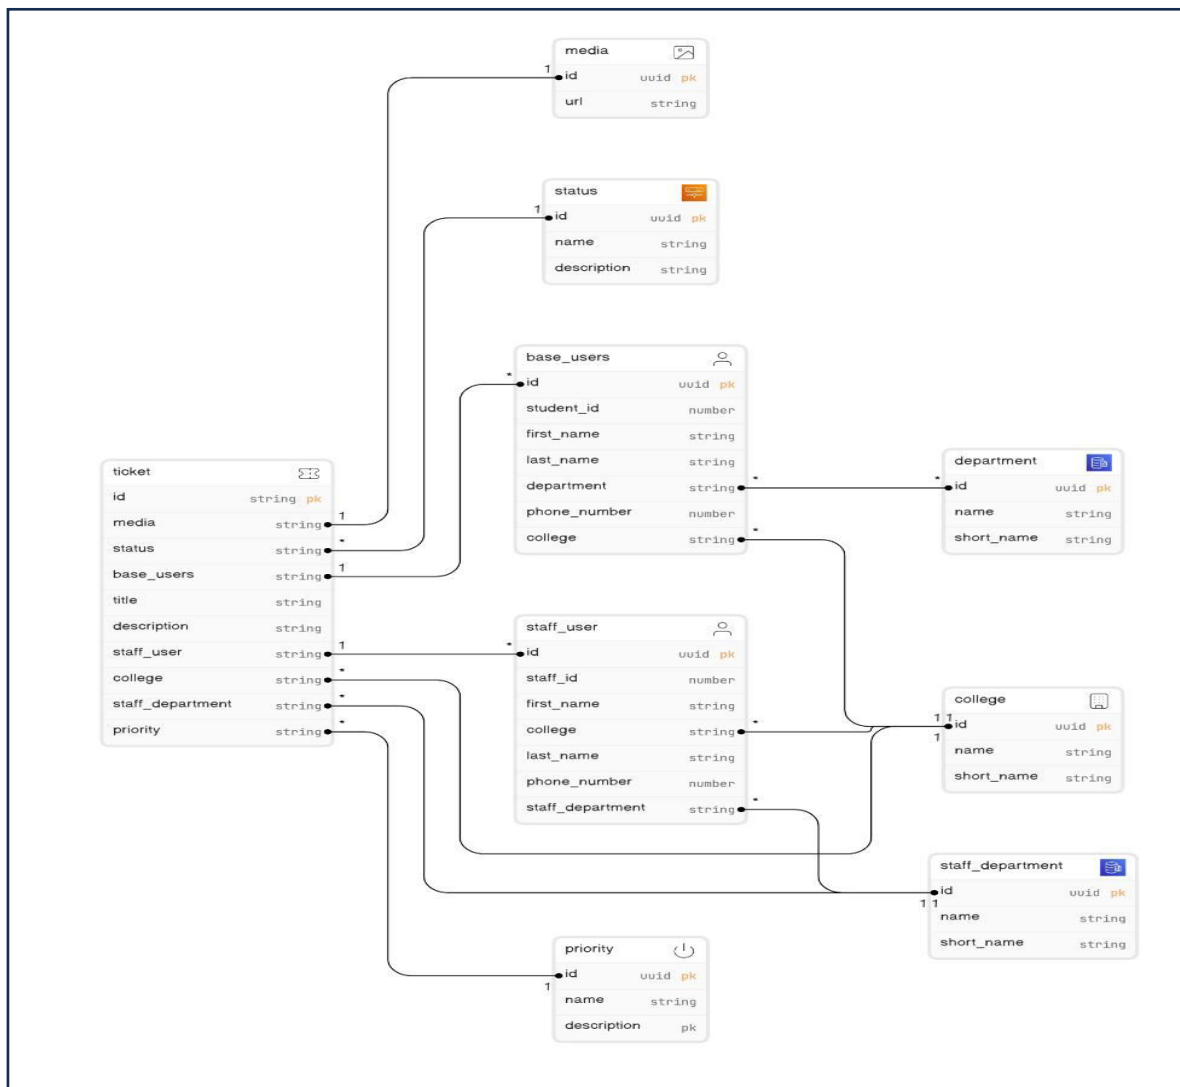 media
1
id uuid pk
url string
status
1
id uuid pk
name string
description string
base_users
*
id uuid pk
student_id number
first_name string
last_name string
department string * *
phone_number number
college string *
ticket
id string pk
media string 1
status string *
base_users string 1
title string
description string
staff_user string 1
college string *
staff_department string *
priority string *
department
id uuid pk
name string
short_name string
staff_user
*
id uuid pk
staff_id number
first_name string
college string *
last_name string
phone_number number
staff_department string *
college
1 1
id uuid pk
1
name string
short_name string
staff_department
id uuid pk
1 1
name string
short_name string
priority
id uuid pk
1
name string
description pk